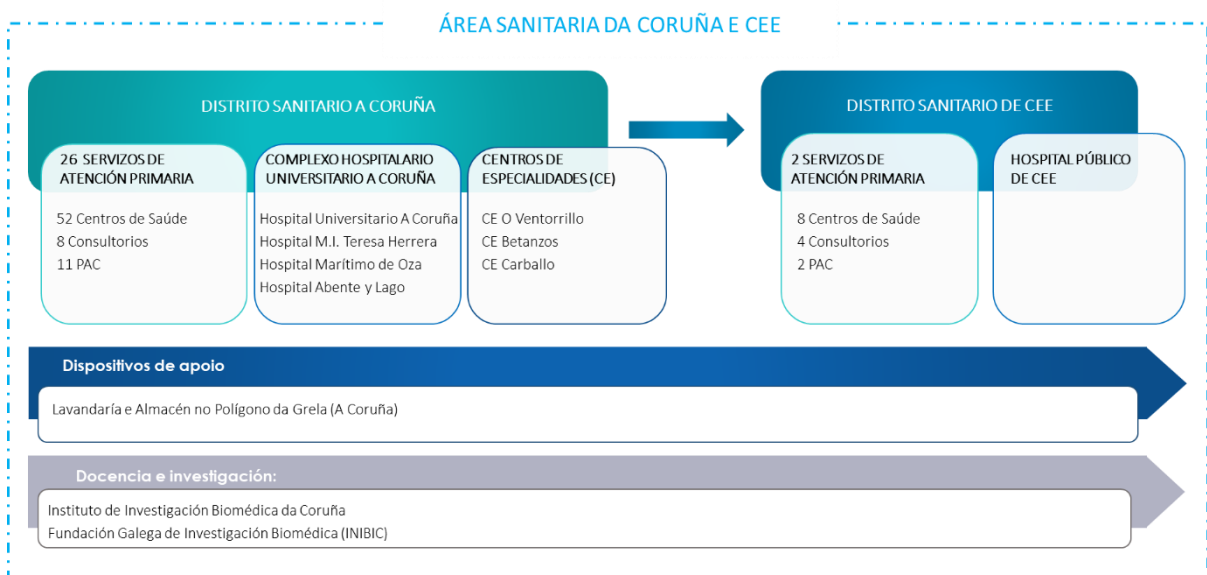 ÁREA SANITARIA DA CORUÑA E CEE
DISTRITO SANITARIO A CORUÑA
26 SERVIZOS DE
ATENCIÓN PRIMARIA
52 Centros de Saúde
8 Consultorios
11 PAC
COMPLEXO HOSPITALARIO
UNIVERSITARIO A CORUÑA
Hospital Universitario A Coruña
Hospital M.I. Teresa Herrera
Hospital Marítimo de Oza
Hospital Abente y Lago
CENTROS DE
ESPECIALIDADES (CE)
CE O Ventorrillo
CE Betanzos
CE Carballo
DISTRITO SANITARIO DE CEE
2 SERVIZOS DE
ATENCIÓN PRIMARIA
8 Centros de Saúde
4 Consultorios
2 PAC
HOSPITAL PÚBLICO
DE CEE
Dispositivos de apoio
Lavandaría e Almacén no Polígono da Grela (A Coruña)
Docencia e investigación:
Instituto de Investigación Biomédica da Coruña
Fundación Galega de Investigación Biomédica (INIBIC)